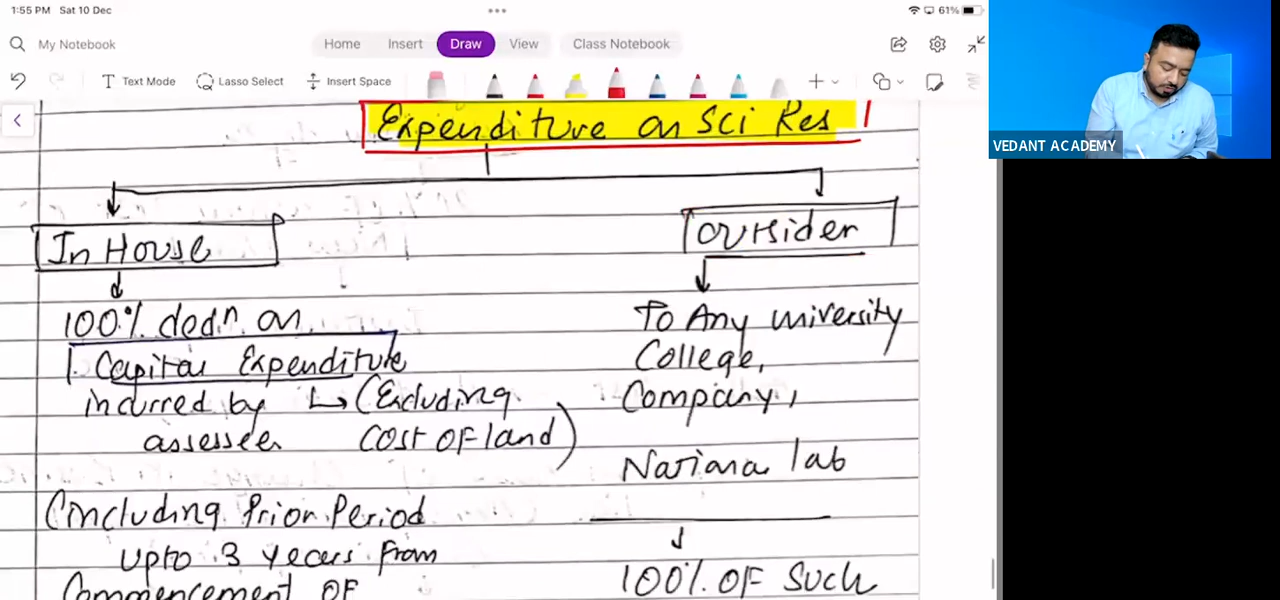 1:55 PM Sat 10 Dec
61%
My Notebook
Home Insert Draw View Class Notebook
Text Mode Lasso Select Insert Space
VEDANT ACADEMY
Expenditure on Sci Res
In House
100% dedn on
1. Capital Expenditure
incurred by (Excluding
assessee cost of land)
(including Prior Period
upto 3 years from
Commencement OF
Outsider
To Any university
College,
Company,
National lab
100% OF Such